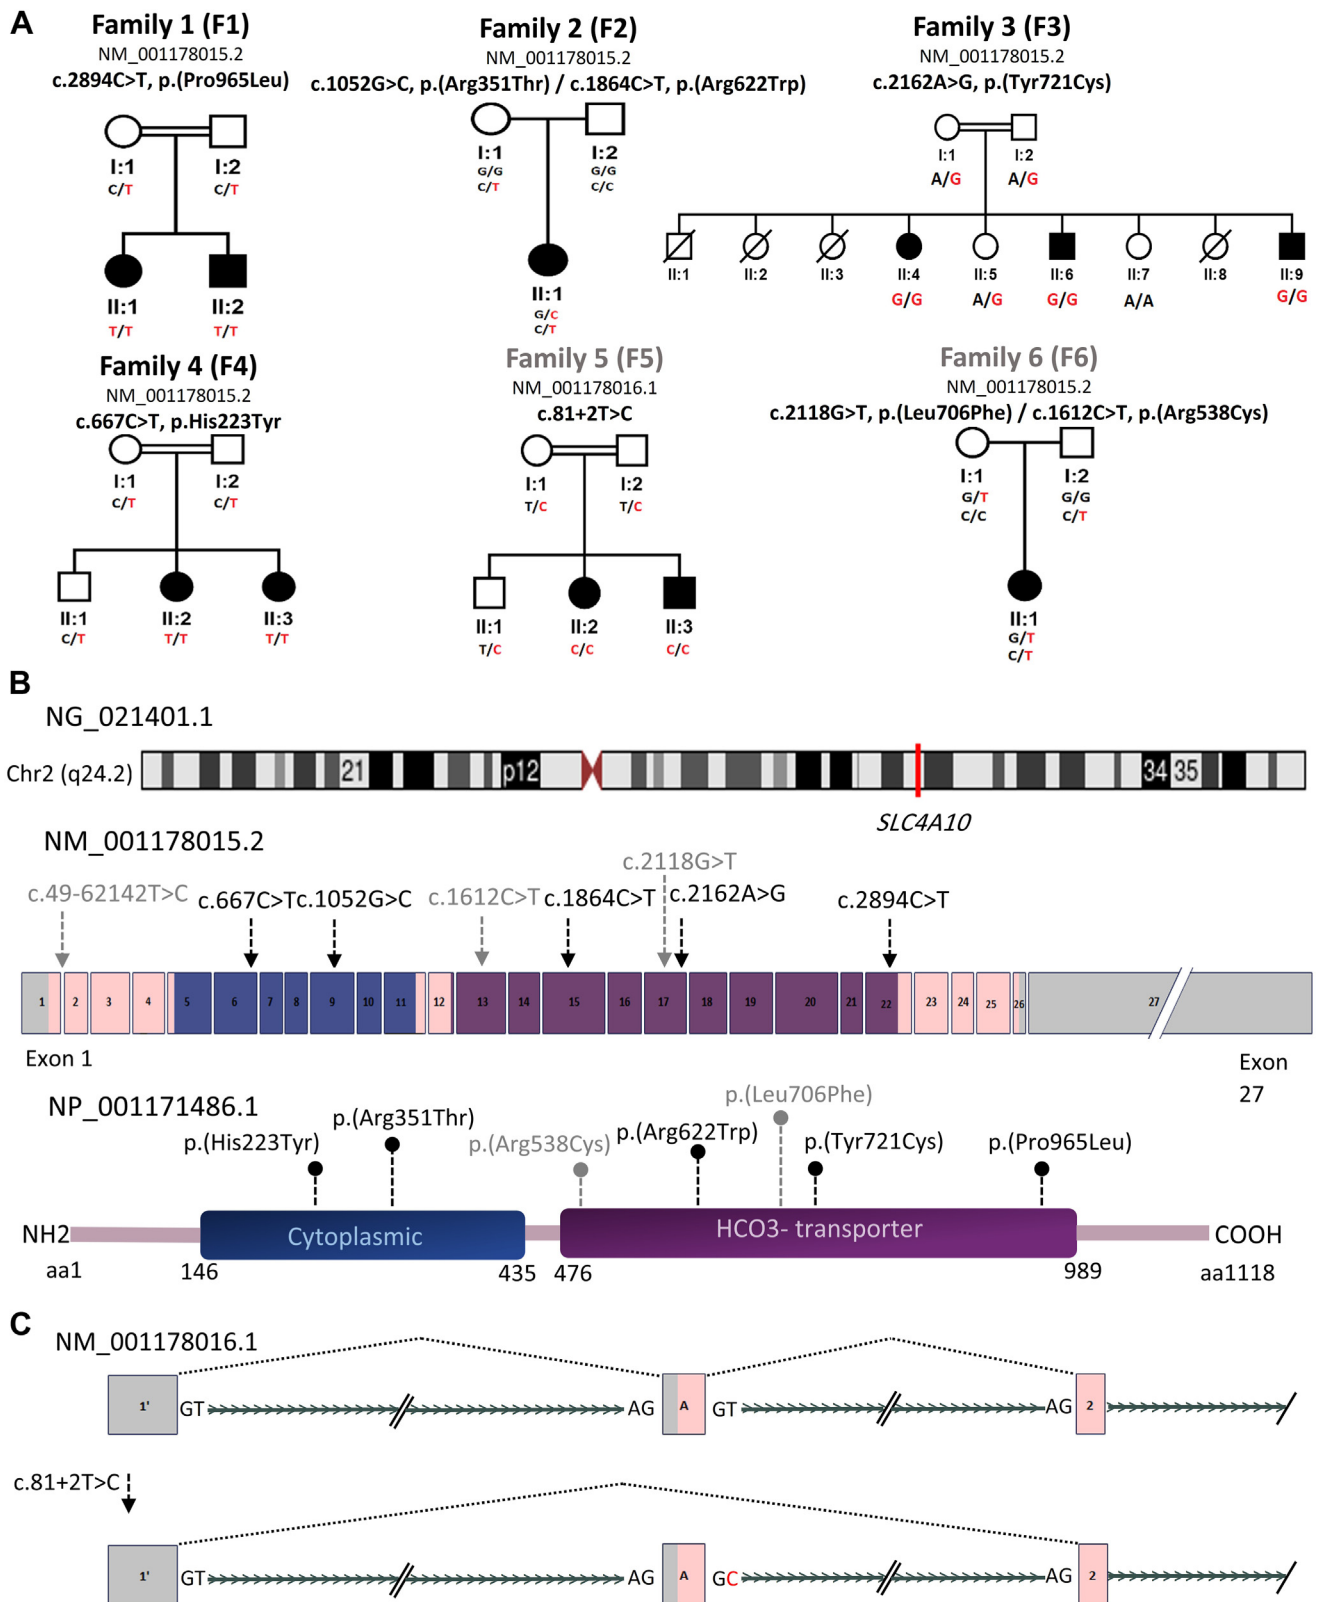 A
Family 1 (F1)
NM_001178015.2
c.2894C>T, p.(Pro965Leu)
I:1
I:2
C/T
C/T
II:1
II:2
T/T
T/T
Family 2 (F2)
NM_001178015.2
c.1052G>C, p.(Arg351Thr) / c.1864C>T, p.(Arg622Trp)
I:1
I:2
G/G
G/G
C/T
C/C
II:1
G/C
C/T
Family 3 (F3)
NM_001178015.2
c.2162A>G, p.(Tyr721Cys)
I:1
I:2
A/G
A/G
II:1
II:2
II:3
II:4
II:5
II:6
II:7
II:8
II:9
G/G
A/G
G/G
A/A
G/G
Family 4 (F4)
NM_001178015.2
c.667C>T, p.His223Tyr
I:1
I:2
C/T
C/T
II:1
II:2
II:3
C/T
T/T
T/T
Family 5 (F5)
NM_001178016.1
c.81+2T>C
I:1
I:2
T/C
T/C
II:1
II:2
II:3
T/C
C/C
C/C
Family 6 (F6)
NM_001178015.2
c.2118G>T, p.(Leu706Phe) / c.1612C>T, p.(Arg538Cys)
I:1
I:2
G/T
G/G
C/C
C/T
II:1
G/T
C/T
B
NG_021401.1
Chr2 (q24.2)
21
p12
34
35
SLC4A10
NM_001178015.2
c.2118G>T
c.49-62142T>C
c.667C>T
c.1052G>C
c.1612C>T
c.1864C>T
c.2162A>G
c.2894C>T
1 2 3 4 5 6 7 8 9 10 11 12 13 14 15 16 17 18 19 20 21 22 23 24 25 26 27
Exon 1
Exon
27
NP_001171486.1
p.(Leu706Phe)
p.(Arg351Thr)
p.(His223Tyr)
p.(Arg538Cys)
p.(Arg622Trp)
p.(Tyr721Cys)
p.(Pro965Leu)
NH2
Cytoplasmic
HCO3- transporter
COOH
aa1
146
435
476
989
aa1118
C
NM_001178016.1
1'
GT
AG
A
GT
AG
2
c.81+2T>C
1'
GT
AG
A
GC
AG
2